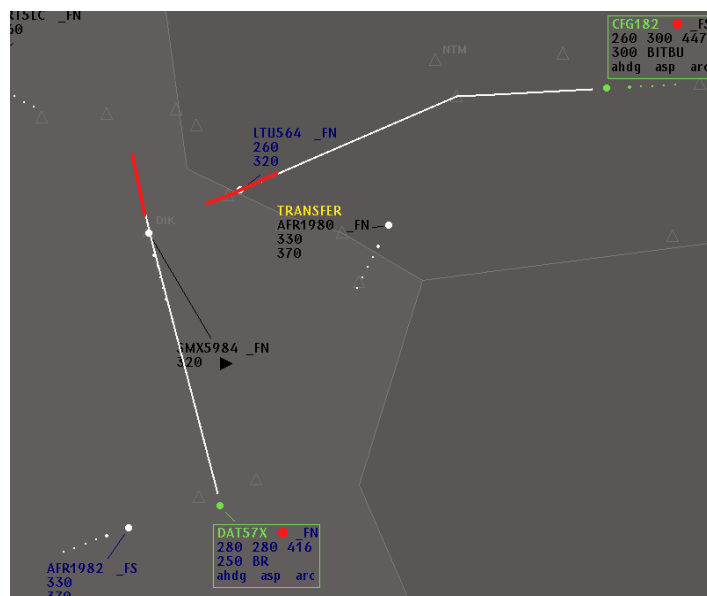 CFG182 _FS
260 300 447
300 BITBU
ahdg asp arc
NTM
LTU564 _FN
260
320
TRANSFER
AFR1980 _FN
330
370
DIK
SMX5984 _FN
320
DAT57X _FN
280 280 416
250 BR
ahdg asp arc
AFR1982 _FS
330